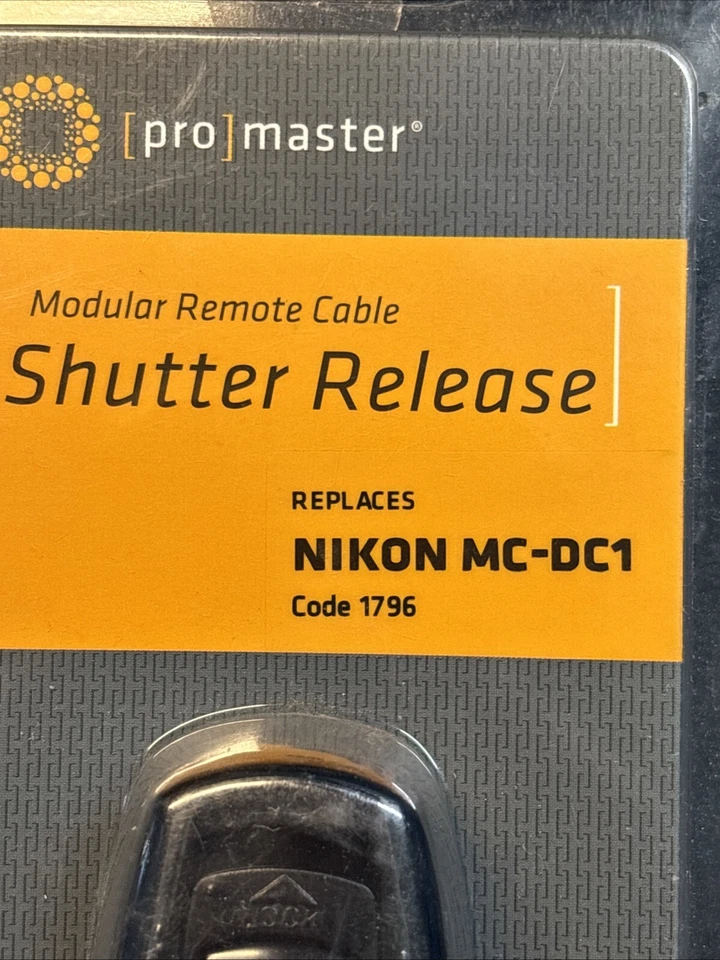 [pro]master®
Modular Remote Cable
Shutter Release]
REPLACES
NIKON MC-DC1
Code 1796